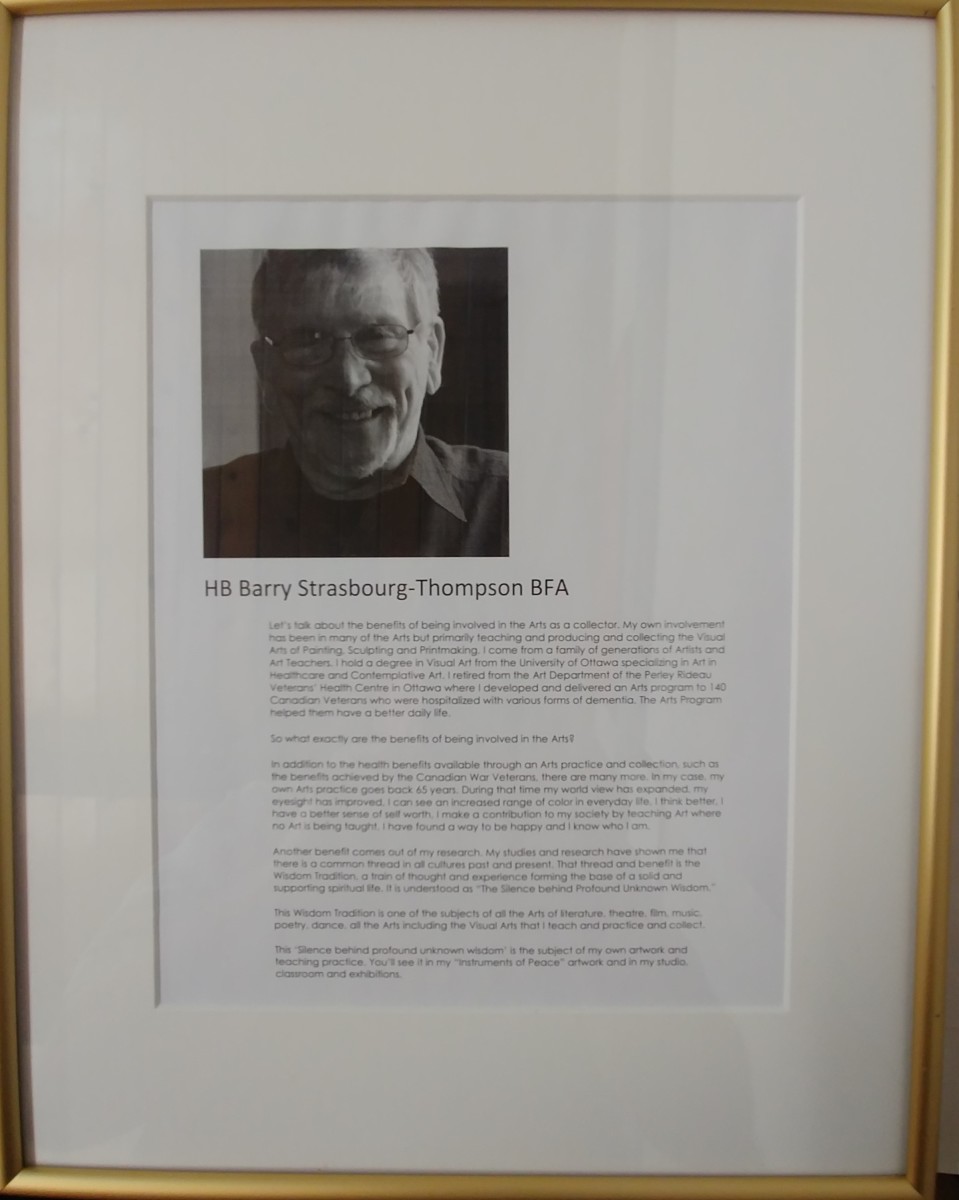 HB Barry Strasbourg-Thompson BFA
Let's talk about the benefits of being involved in the Arts as a collector. My own involvement
has been in many of the Arts but primarily teaching and producing and collecting the Visual
Arts of Painting, Sculpting and Printmaking. I come from a family of generations of Artists and
Art Teachers. I hold a degree in Visual Art from the University of Ottawa specializing in Art in
Healthcare and Contemplative Art. I retired from the Art Department of the Perley Rideau
Veterans' Health Centre in Ottawa where I developed and delivered an Arts program to 140
Canadian Veterans who were hospitalized with various forms of dementia. The Arts Program
helped them have a better daily life.
So what exactly are the benefits of being involved in the Arts?
In addition to the health benefits available through an Arts practice and collection, such as
the benefits achieved by the Canadian War Veterans, there are many more. In my case, my
own Arts practice goes back 65 years. During that time my world view has expanded, my
eyesight has improved, I can see an increased range of color in everyday life, I think better, I
have a better sense of self worth, I make a contribution to my society by teaching Art where
no Art is being taught, I have found a way to be happy and I know who I am.
Another benefit comes out of my research. My studies and research have shown me that
there is a common thread in all cultures past and present. That thread and benefit is the
Wisdom Tradition, a train of thought and experience forming the base of a solid and
supporting spiritual life. It is understood as "The Silence behind Profound Unknown Wisdom."
This Wisdom Tradition is one of the subjects of all the Arts of literature, theatre, film, music,
poetry, dance, all the Arts including the Visual Arts that I teach and practice and collect.
This 'Silence behind profound unknown wisdom' is the subject of my own artwork and
teaching practice. You'll see it in my "Instruments of Peace" artwork and in my studio,
classroom and exhibitions.